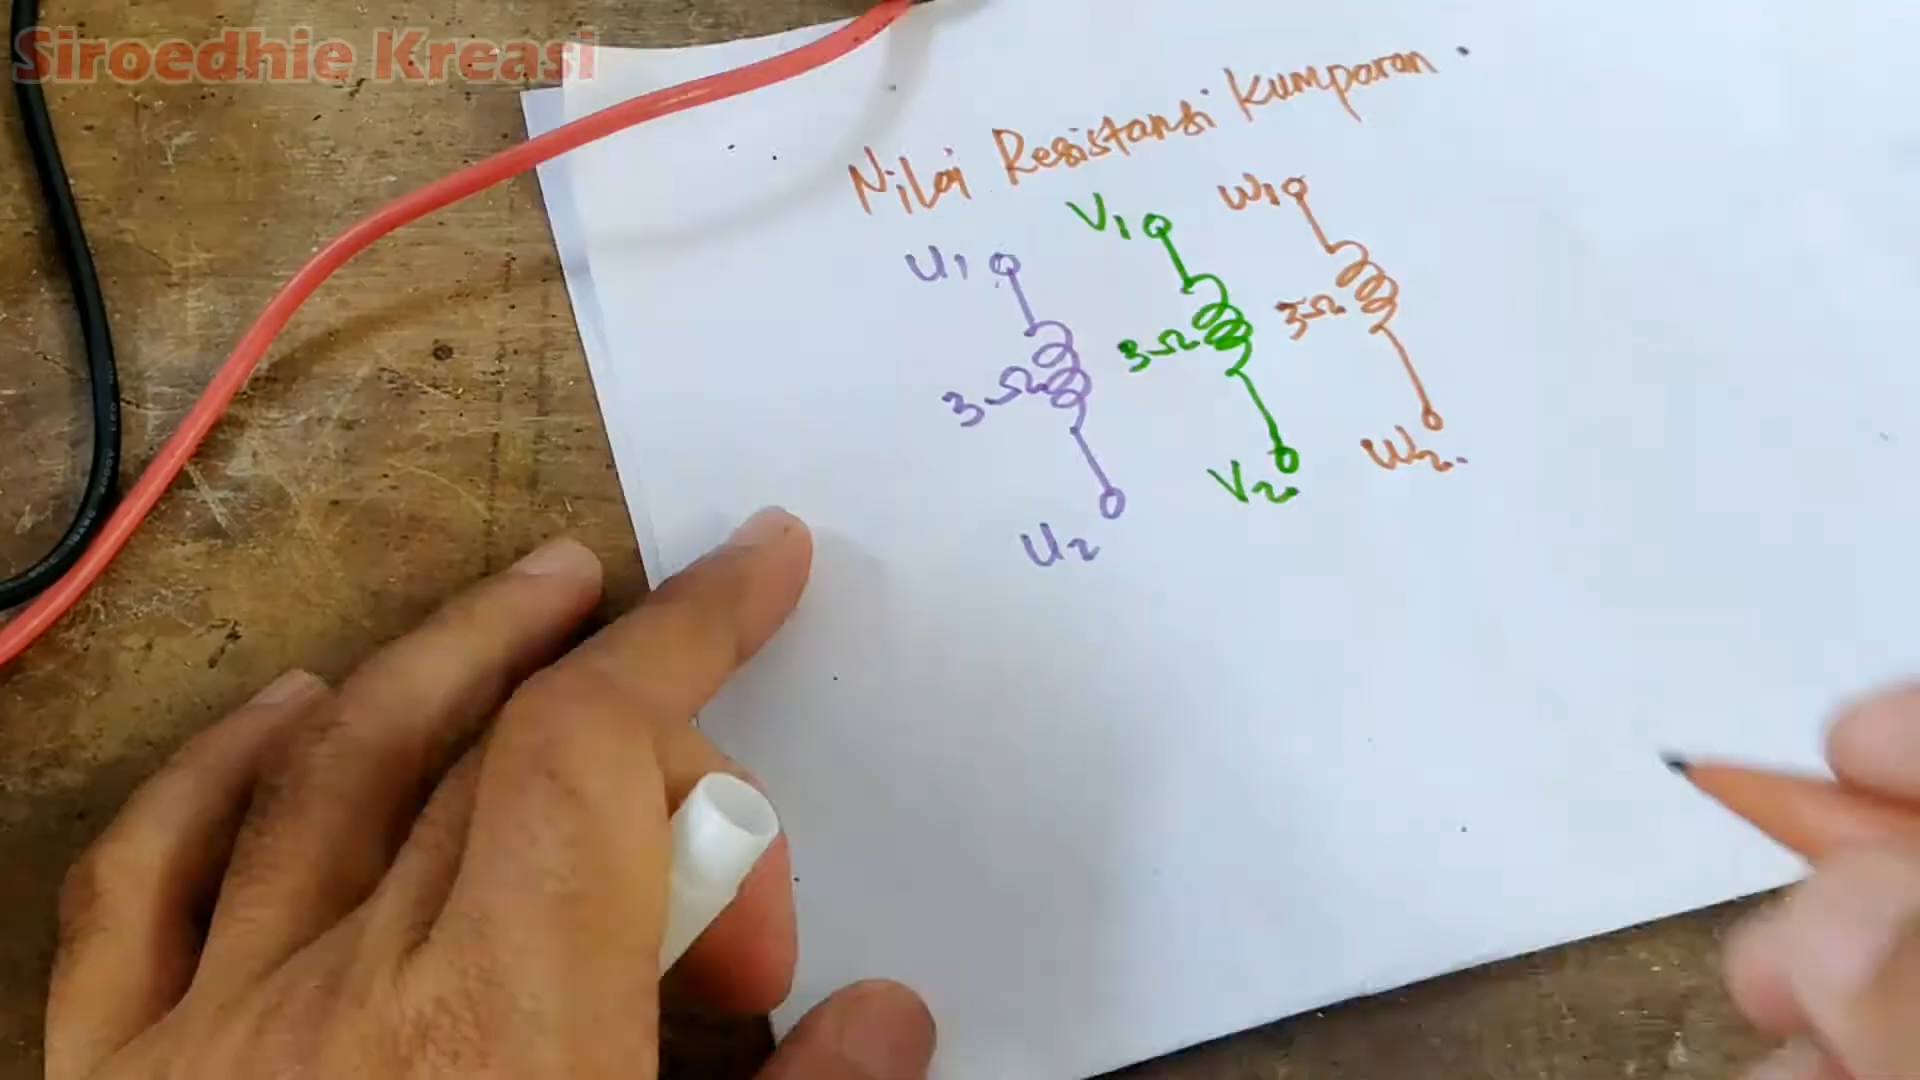 Siroedhie Kreasi
Nilai Resistansi Kumparan.
U1 V1 W1
3Ω 3Ω 3Ω
U2 V2. W2.